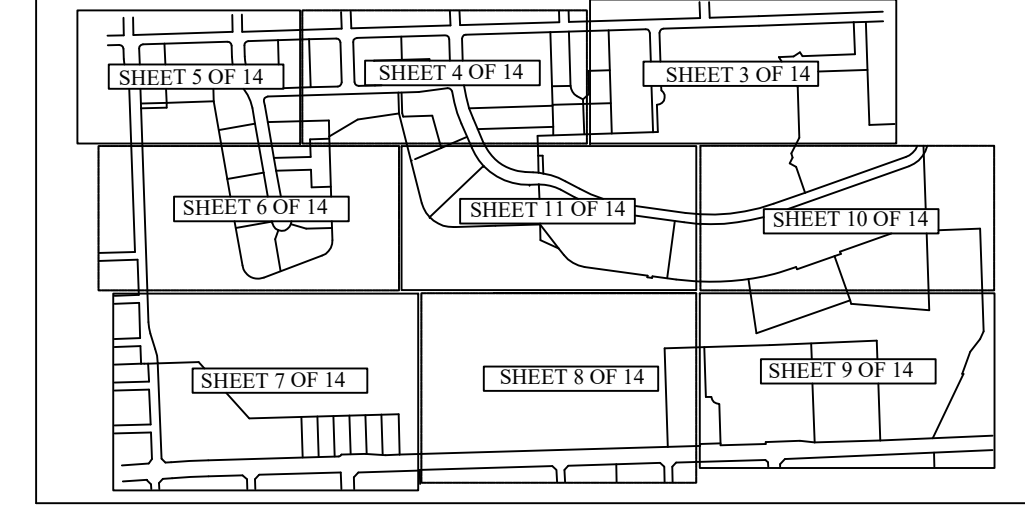 SHEET 5 OF 14
SHEET 4 OF 14
SHEET 3 OF 14
SHEET 6 OF 14
SHEET 11 OF 14
SHEET 10 OF 14
SHEET 7 OF 14
SHEET 8 OF 14
SHEET 9 OF 14